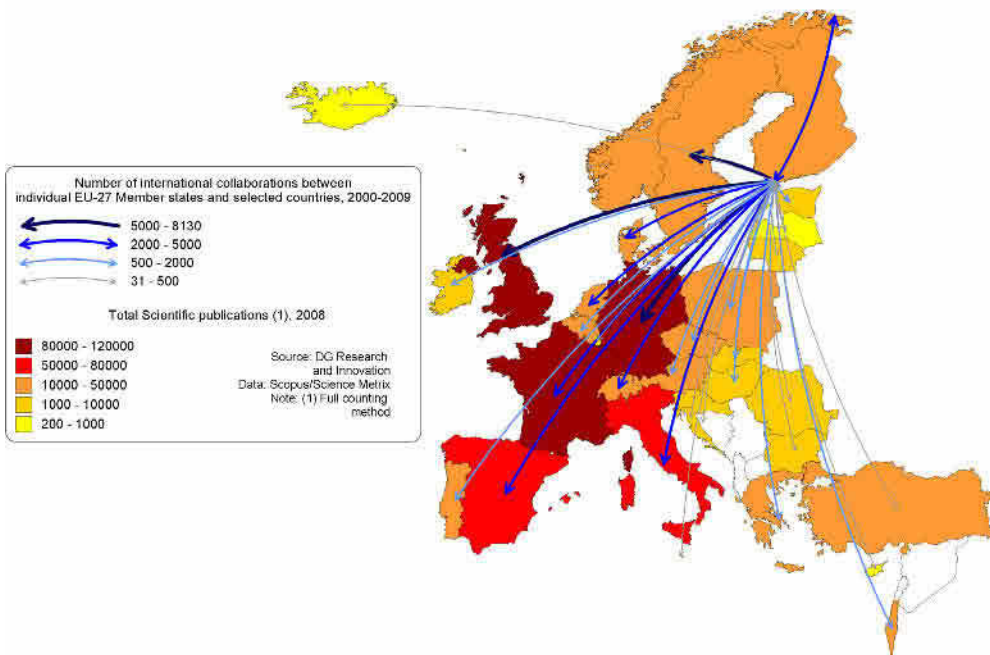 Number of international collaborations between
individual EU-27 Member states and selected countries, 2000-2009
5000 - 8130
2000 - 5000
500 - 2000
31 - 500
Total Scientific publications (1), 2008
80000 - 120000
50000 - 80000
10000 - 50000
1000 - 10000
200 - 1000
Source: DG Research
and Innovation
Data: Scopus/Science Metrix
Note: (1) Full counting
method